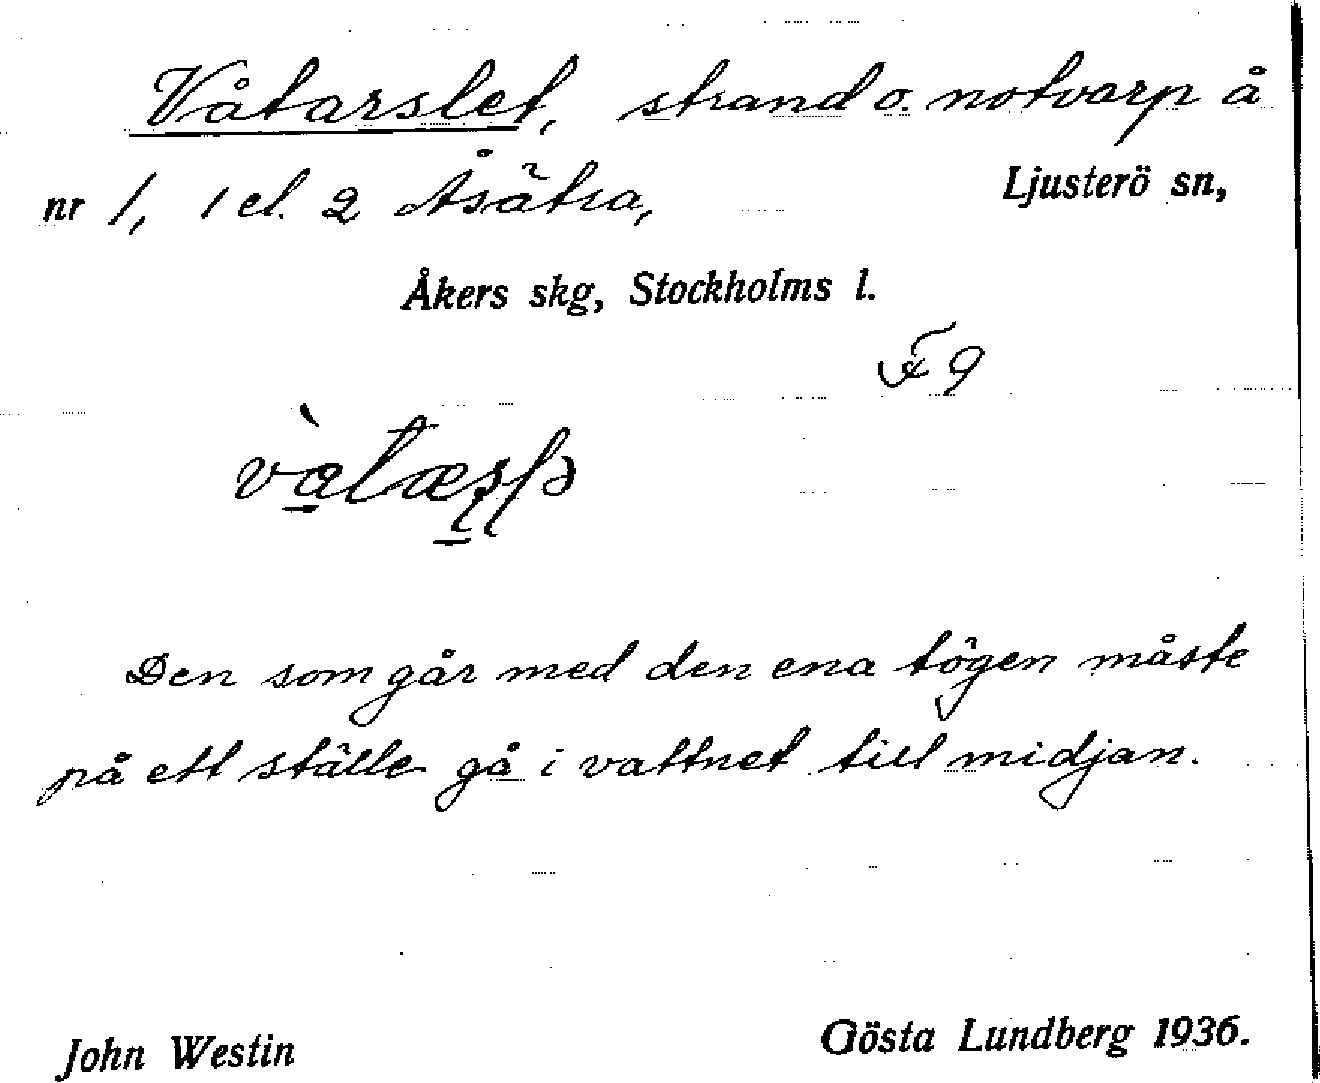 Våtarslet, strand o. notvarp å
nr 1, 1 el. 2 Åsätra, Ljusterö sn,
Åkers skg, Stockholms l.
F 9
Den som går med den ena tögen måste
på ett ställe gå i vattnet till midjan.
John Westin Gösta Lundberg 1936.